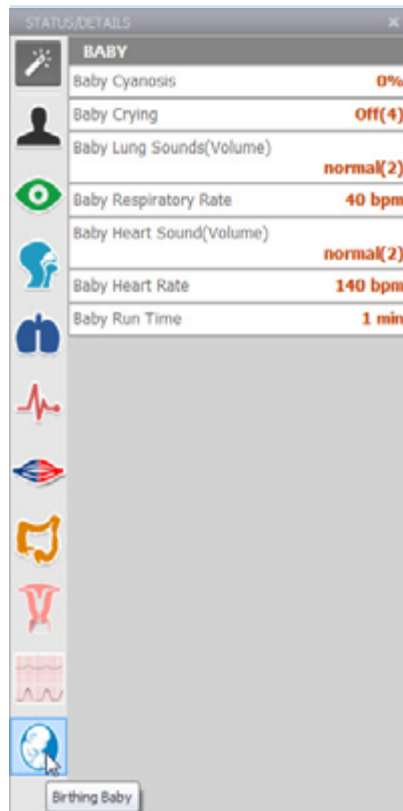 STATUS/DETAILS
BABY
Baby Cyanosis 0%
Baby Crying Off(4)
Baby Lung Sounds(Volume)
normal(2)
Baby Respiratory Rate 40 bpm
Baby Heart Sound(Volume)
normal(2)
Baby Heart Rate 140 bpm
Baby Run Time 1 min
Birthing Baby